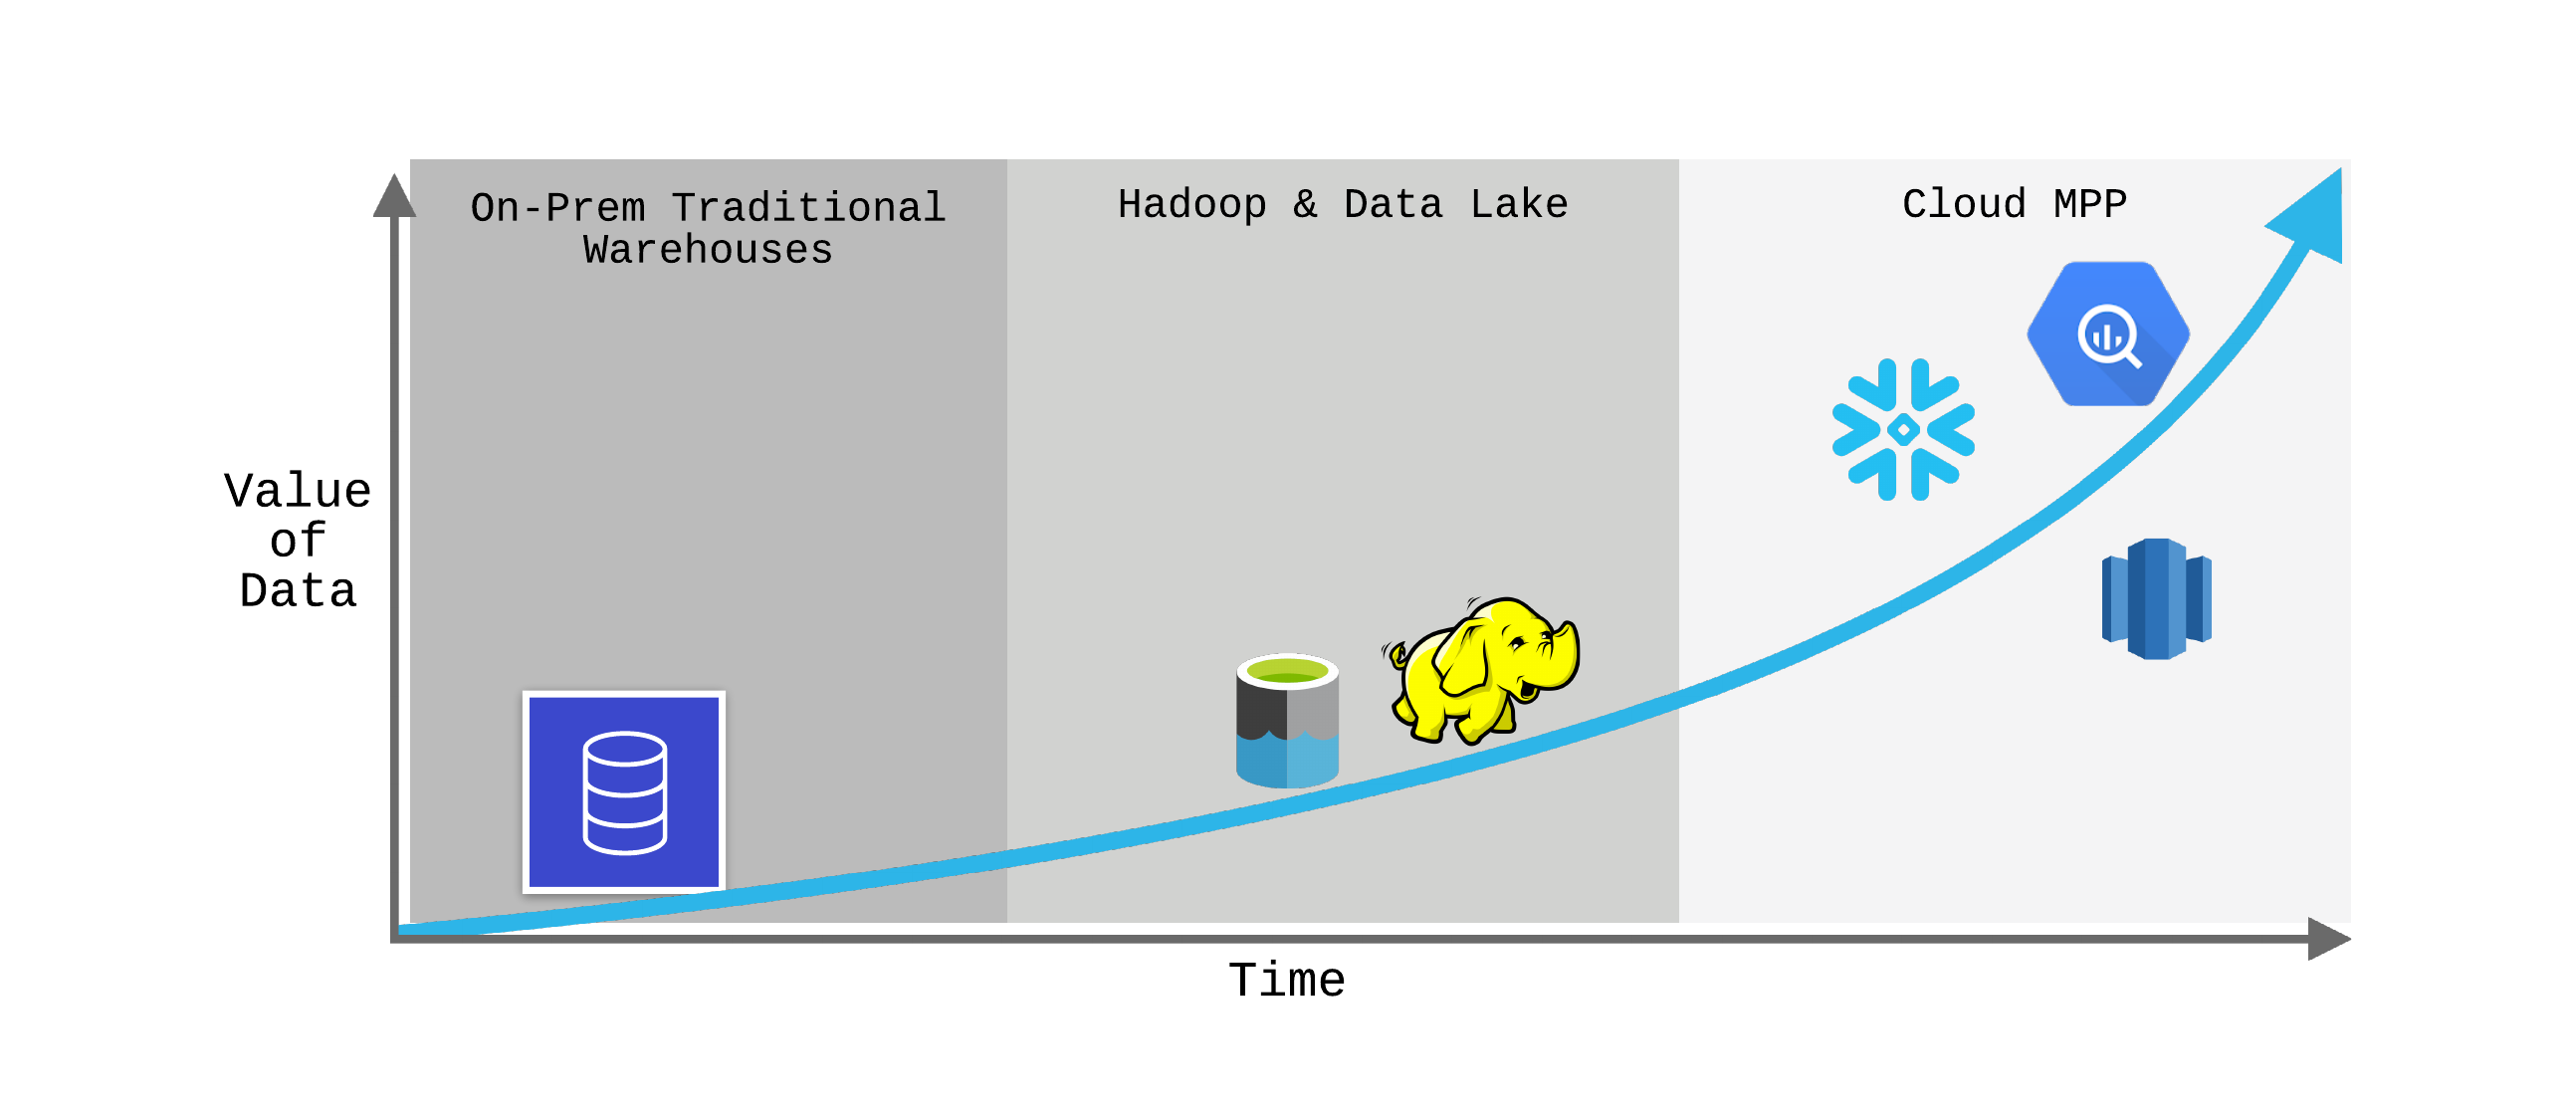 On-Prem Traditional
Warehouses
Hadoop & Data Lake
Cloud MPP
Value
of
Data
Time